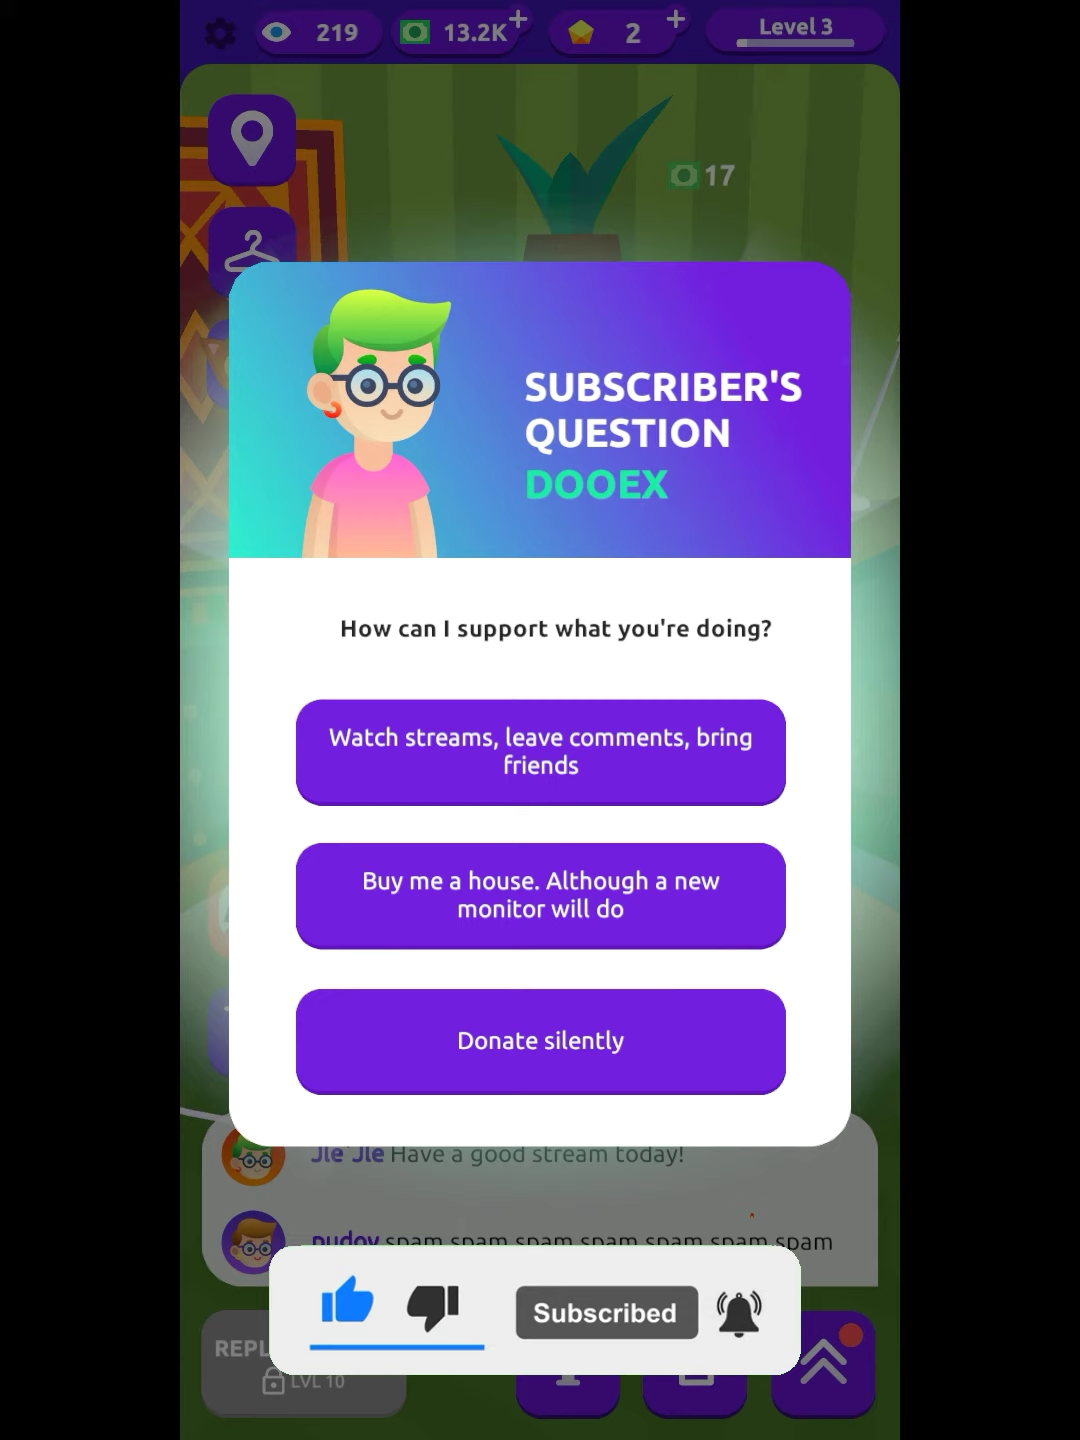 219
13.2K
2
Level 3
17
SUBSCRIBER'S
QUESTION
DOOEX
How can I support what you're doing?
Watch streams, leave comments, bring
friends
Buy me a house. Although a new
monitor will do
Donate silently
Jle Jle Have a good stream today!
spam spam spam spam spam spam spam
Subscribed
REPL
LVL 10